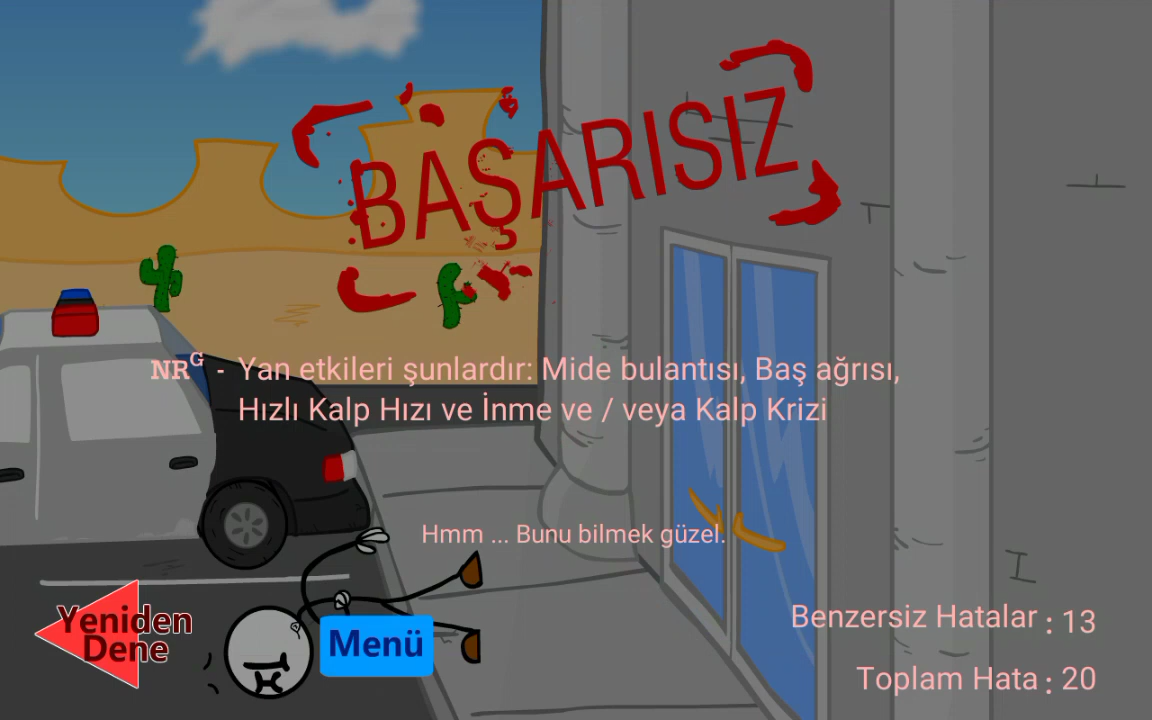 BAŞARISIZ
NRG - Yan etkileri şunlardır: Mide bulantısı, Baş ağrısı,
Hızlı Kalp Hızı ve İnme ve / veya Kalp Krizi
Hmm ... Bunu bilmek güzel.
Yeniden
Dene
Menü
Benzersiz Hatalar : 13
Toplam Hata : 20